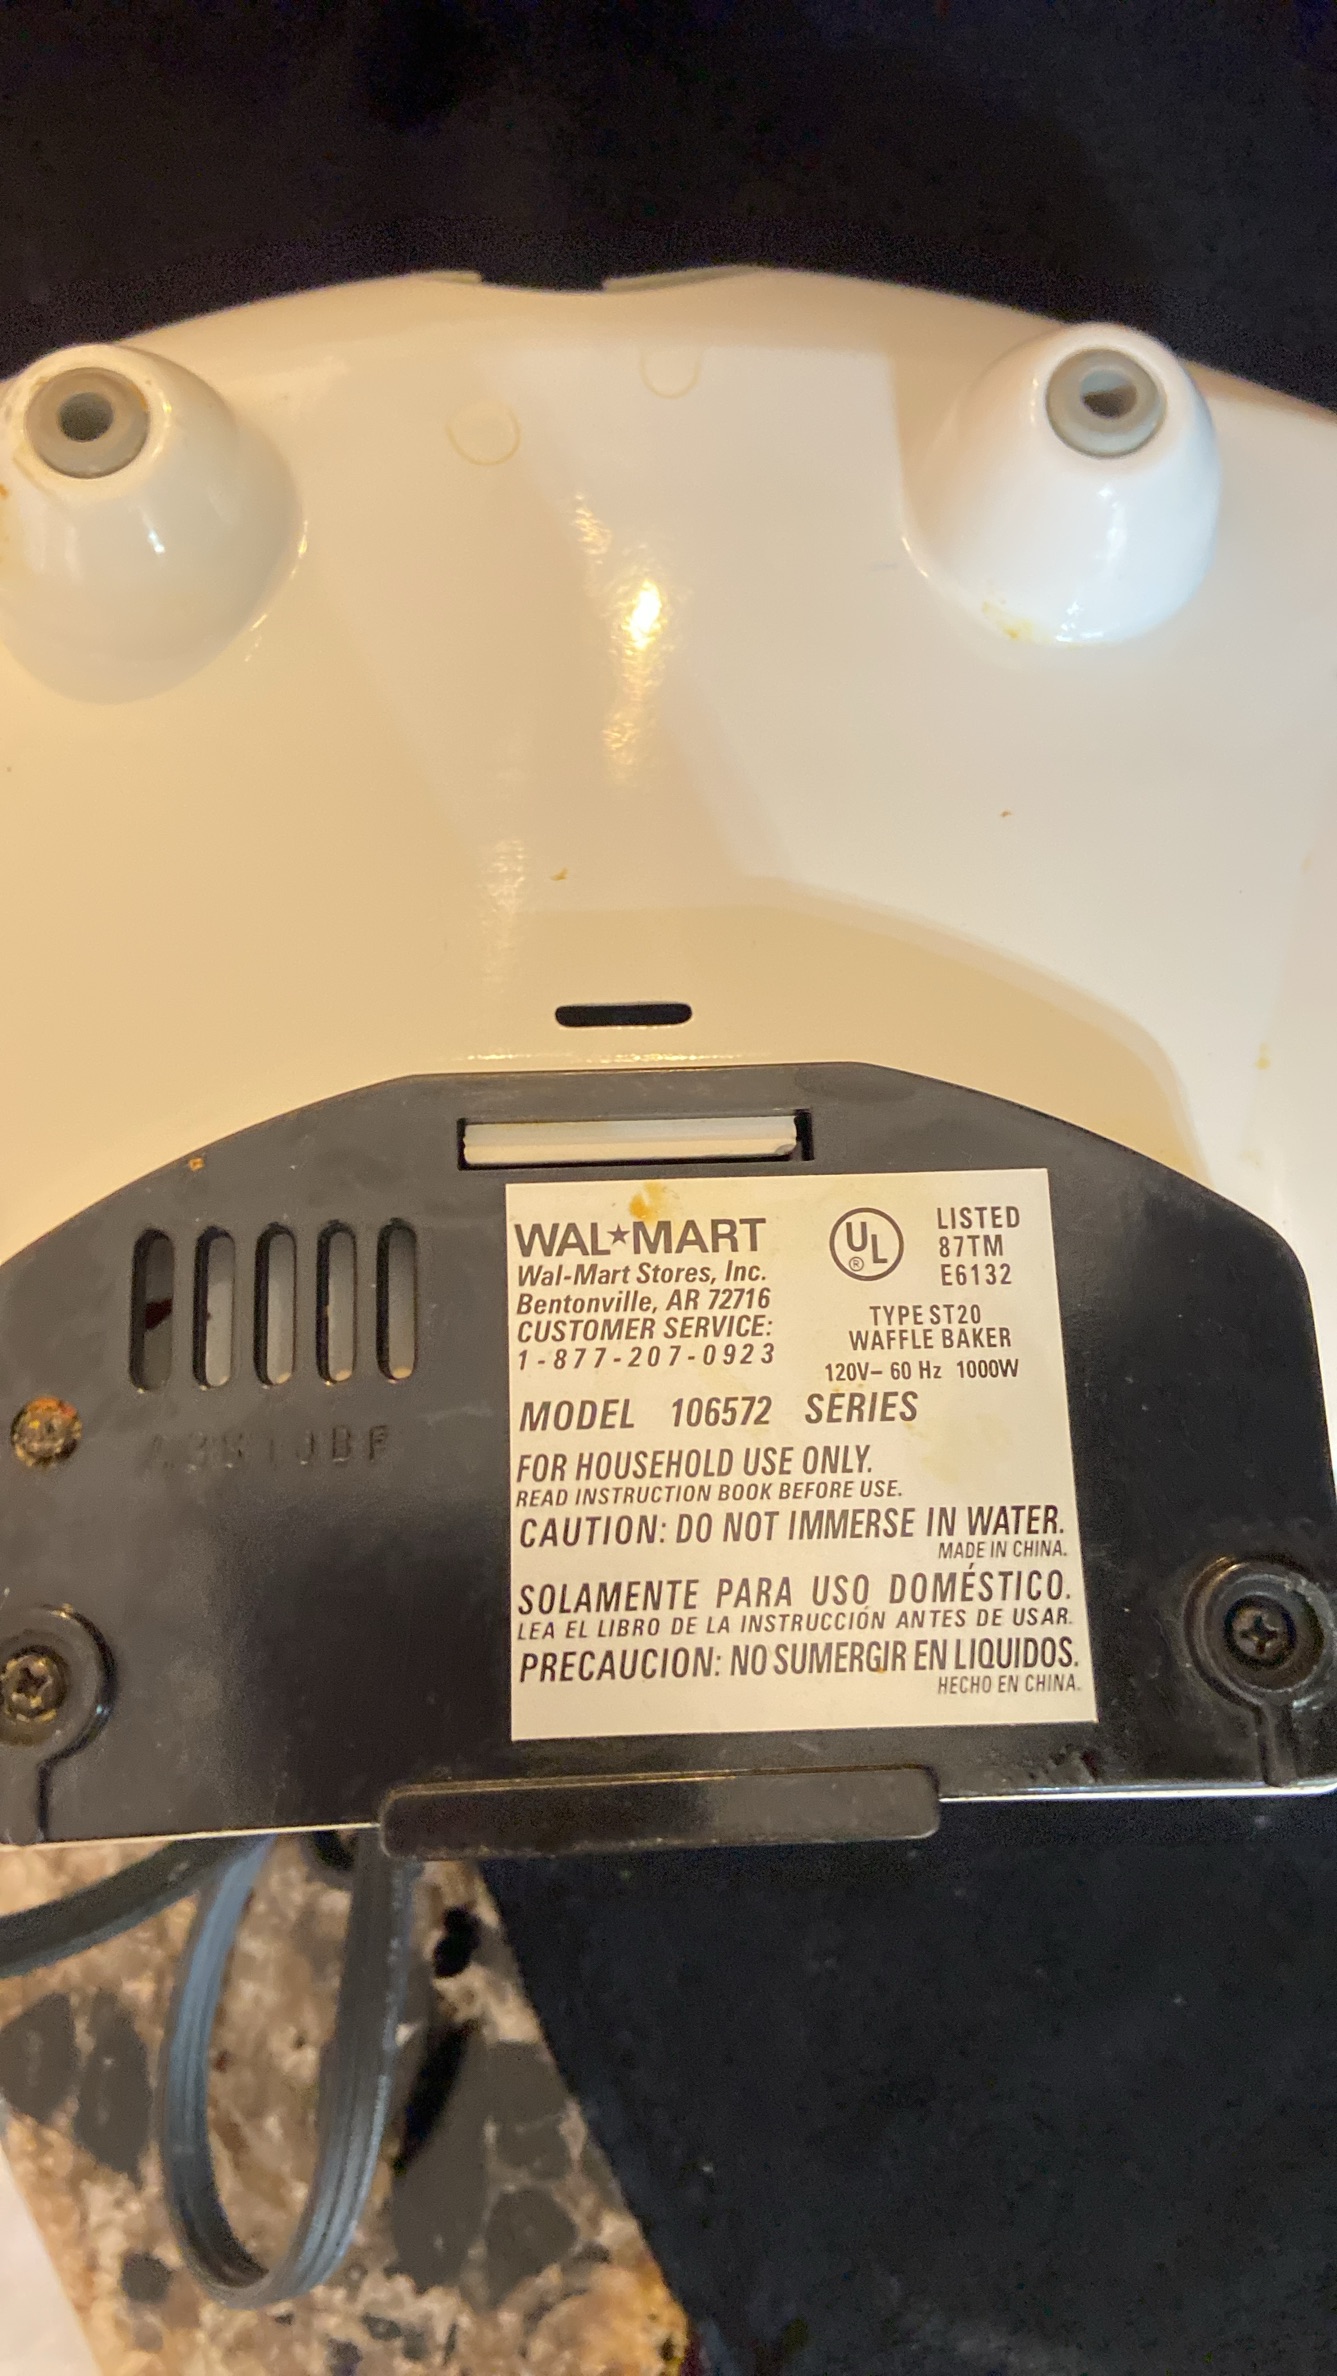 WAL★MART
Wal-Mart Stores, Inc.
Bentonville, AR 72716
CUSTOMER SERVICE:
1-877-207-0923
UL
®
LISTED
87TM
E6132
TYPE ST20
WAFFLE BAKER
120V– 60 Hz 1000W
MODEL 106572 SERIES
FOR HOUSEHOLD USE ONLY.
READ INSTRUCTION BOOK BEFORE USE.
CAUTION: DO NOT IMMERSE IN WATER.
MADE IN CHINA.
SOLAMENTE PARA USO DOMÉSTICO.
LEA EL LIBRO DE LA INSTRUCCIÓN ANTES DE USAR.
PRECAUCION: NO SUMERGIR EN LIQUIDOS.
HECHO EN CHINA.